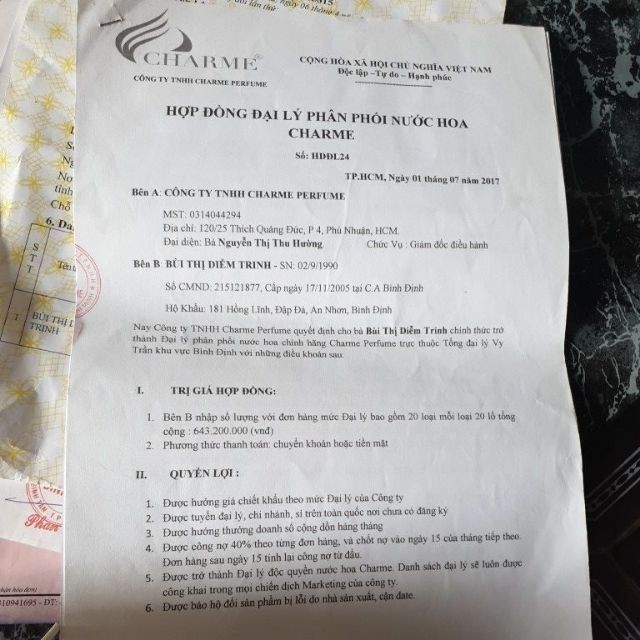 CHARME
CÔNG TY TNHH CHARME PERFUME
CỘNG HÒA XÃ HỘI CHỦ NGHĨA VIỆT NAM
Độc lập -Tự do - Hạnh phúc
HỢP ĐỒNG ĐẠI LÝ PHÂN PHỐI NƯỚC HOA
CHARME
Số: HDĐL24
TP.HCM, Ngày 01 tháng 07 năm 2017
Bên A: CÔNG TY TNHH CHARME PERFUME
MST: 0314044294
Địa chỉ: 120/25 Thích Quảng Đức, P 4, Phú Nhuận, HCM.
Đại diện: Bà Nguyễn Thị Thu Hường Chức Vụ : Giám đốc điều hành
Bên B: BÙI THỊ DIỄM TRINH - SN: 02/9/1990
Số CMND: 215121877, Cấp ngày 17/11/2005 tại C.A Bình Định
Hộ Khẩu: 181 Hồng Lĩnh, Đập Đá, An Nhơn, Bình Định
Nay Công ty TNHH Charme Perfume quyết định cho bà Bùi Thị Diễm Trinh chính thức trở
thành Đại lý phân phối nước hoa chính hãng Charme Perfume trực thuộc Tổng đại lý Vy
Trần khu vực Bình Định với những điều khoản sau:
I. TRỊ GIÁ HỢP ĐỒNG:
1. Bên B nhập số lượng với đơn hàng mức Đại lý bao gồm 20 loại mỗi loại 20 lô tổng
cộng : 643.200.000 (vnđ)
2. Phương thức thanh toán: chuyển khoản hoặc tiền mặt
II. QUYỀN LỢI :
1. Được hưởng giá chiết khấu theo mức Đại lý của Công ty
2. Được tuyển đại lý, chi nhánh, sỉ trên toàn quốc nơi chưa có đăng ký
3. Được hưởng thưởng doanh số cộng dồn hàng tháng
4. Được công nợ 40% theo từng đơn hàng, và chốt nợ vào ngày 15 của tháng tiếp theo.
Đơn hàng sau ngày 15 tính lại công nợ từ đầu.
5. Được trở thành Đại lý độc quyền nước hoa Charme. Danh sách đại lý sẽ luôn được
công khai trong mọi chiến dịch Marketing của công ty.
6. Được bảo hộ đổi sản phẩm bị lỗi do nhà sản xuất, cận date.
6. Da
S
T
T
1
BÙI THỊ
TRINH